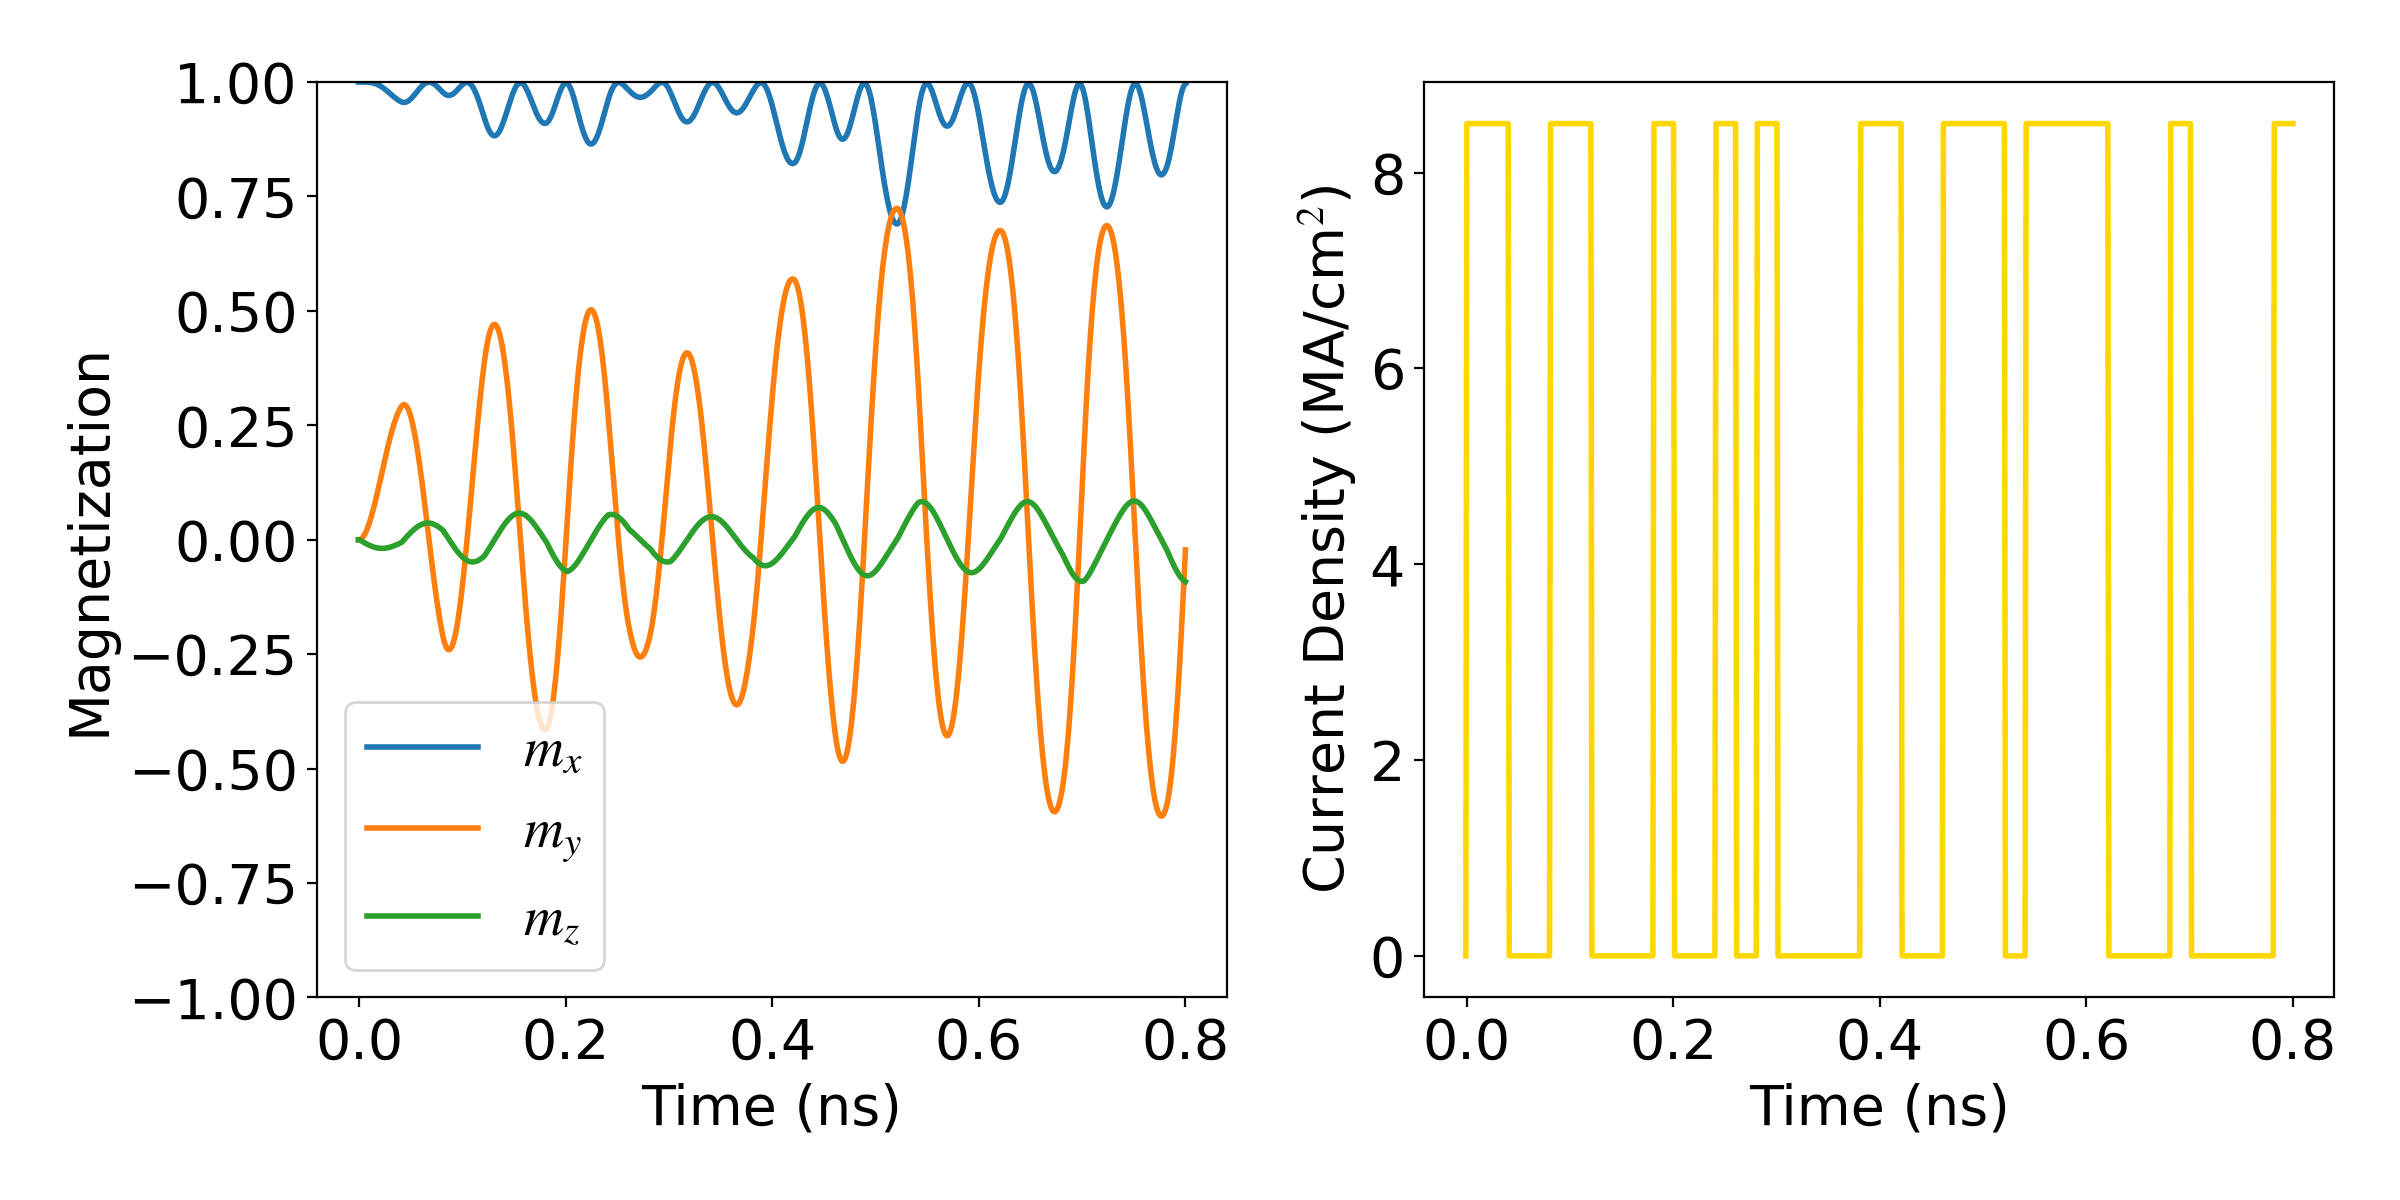 1.00
0.75
0.50
0.25
0.00
−0.25
−0.50
−0.75
−1.00
Magnetization
0.0 0.2 0.4 0.6 0.8
Time (ns)
m_x
m_y
m_z
8
6
4
2
0
Current Density (MA/cm²)
0.0 0.2 0.4 0.6 0.8
Time (ns)